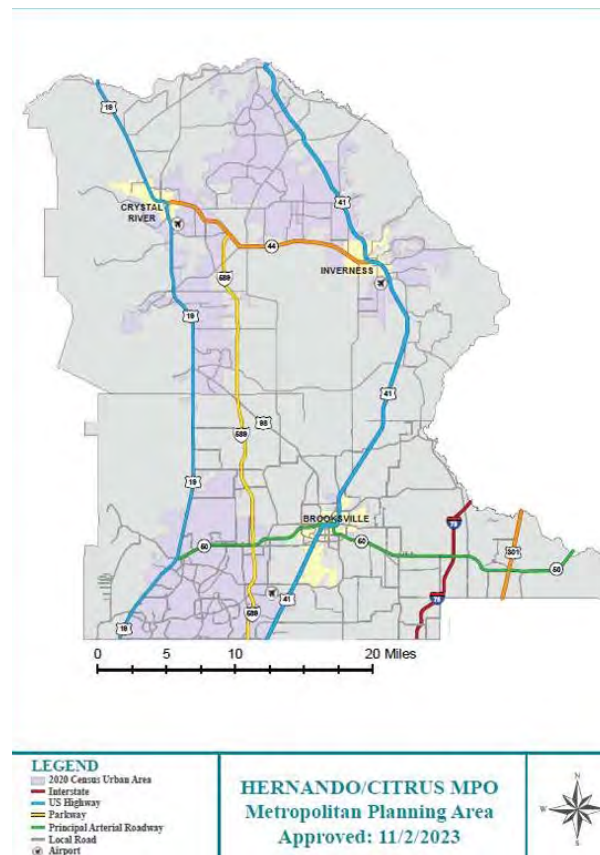 19
41
CRYSTAL
RIVER
44
INVERNESS
589
19
41
98
589
19
BROOKSVILLE
75
50
50
301
50
41
75
19
589
0 5 10 20 Miles
LEGEND
2020 Census Urban Area
Interstate
US Highway
Parkway
Principal Arterial Roadway
Local Road
Airport
HERNANDO/CITRUS MPO
Metropolitan Planning Area
Approved: 11/2/2023
N
W
E
S